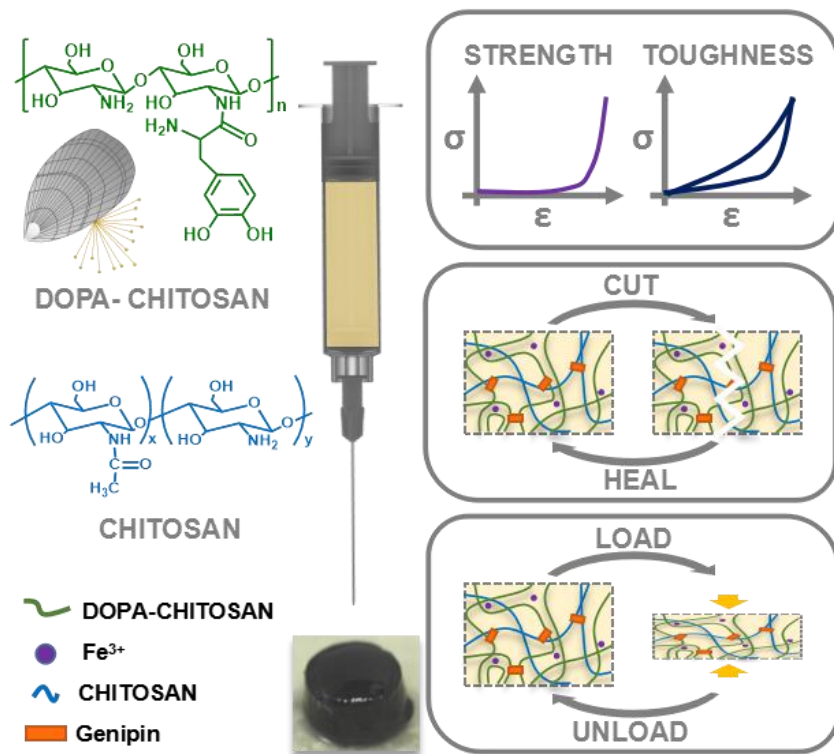 OH
HO
NH₂
OH
HO
NH
n
H₂N
O
HO
OH
DOPA- CHITOSAN
OH
HO
NH
x
C=O
H₃C
OH
HO
NH₂
y
CHITOSAN
DOPA-CHITOSAN
Fe³⁺
CHITOSAN
Genipin
STRENGTH
σ
ε
TOUGHNESS
σ
ε
CUT
HEAL
LOAD
UNLOAD